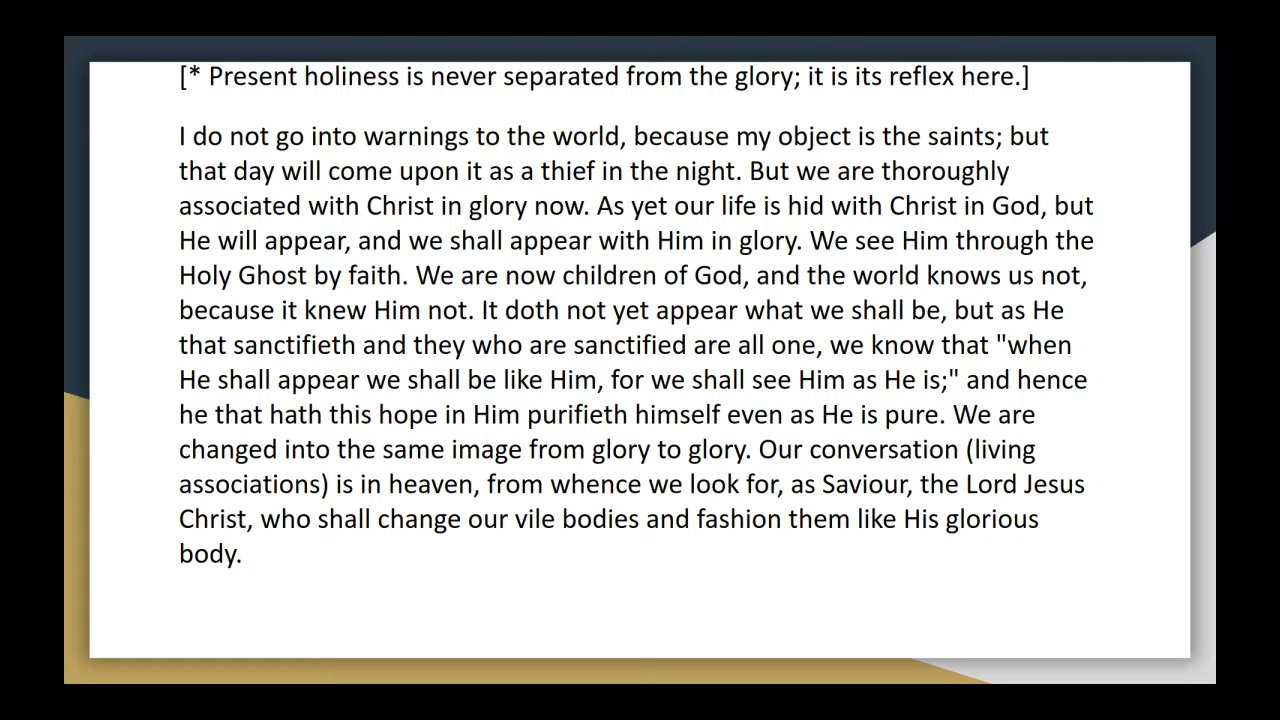 [* Present holiness is never separated from the glory; it is its reflex here.]
I do not go into warnings to the world, because my object is the saints; but
that day will come upon it as a thief in the night. But we are thoroughly
associated with Christ in glory now. As yet our life is hid with Christ in God, but
He will appear, and we shall appear with Him in glory. We see Him through the
Holy Ghost by faith. We are now children of God, and the world knows us not,
because it knew Him not. It doth not yet appear what we shall be, but as He
that sanctifieth and they who are sanctified are all one, we know that "when
He shall appear we shall be like Him, for we shall see Him as He is;" and hence
he that hath this hope in Him purifieth himself even as He is pure. We are
changed into the same image from glory to glory. Our conversation (living
associations) is in heaven, from whence we look for, as Saviour, the Lord Jesus
Christ, who shall change our vile bodies and fashion them like His glorious
body.